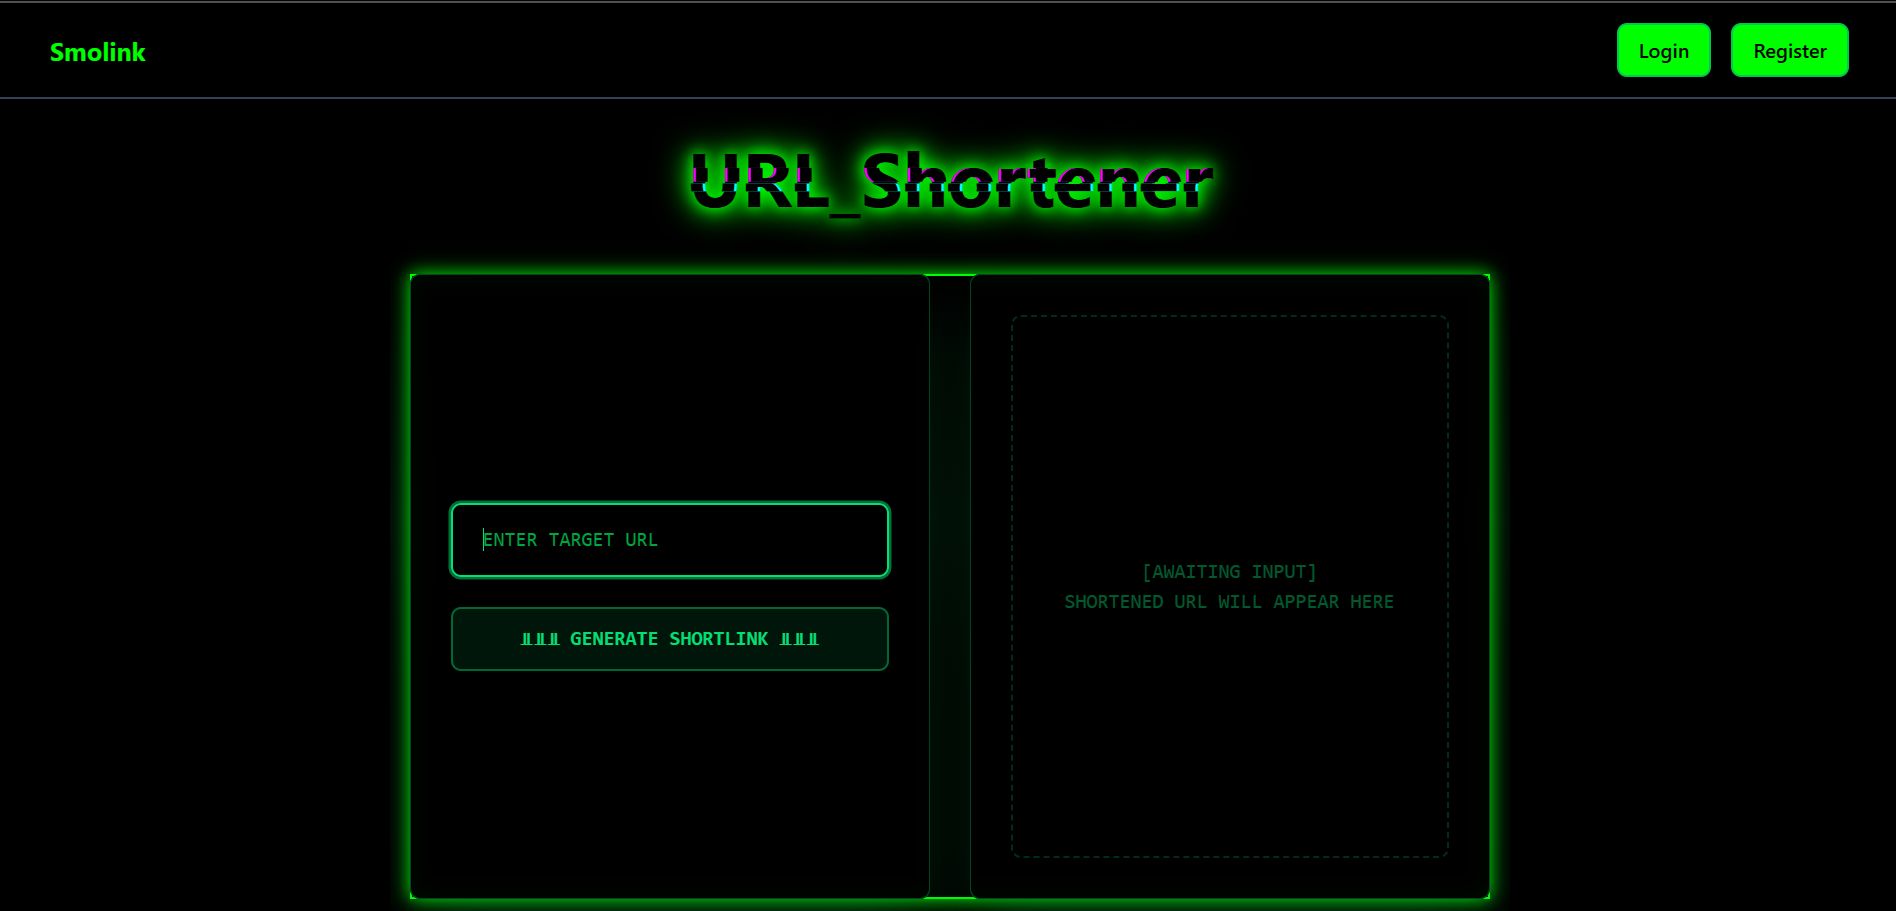 Smolink
Login
Register
URL_Shortener
ENTER TARGET URL
⫫⫫⫫ GENERATE SHORTLINK ⫫⫫⫫
[AWAITING INPUT]
SHORTENED URL WILL APPEAR HERE